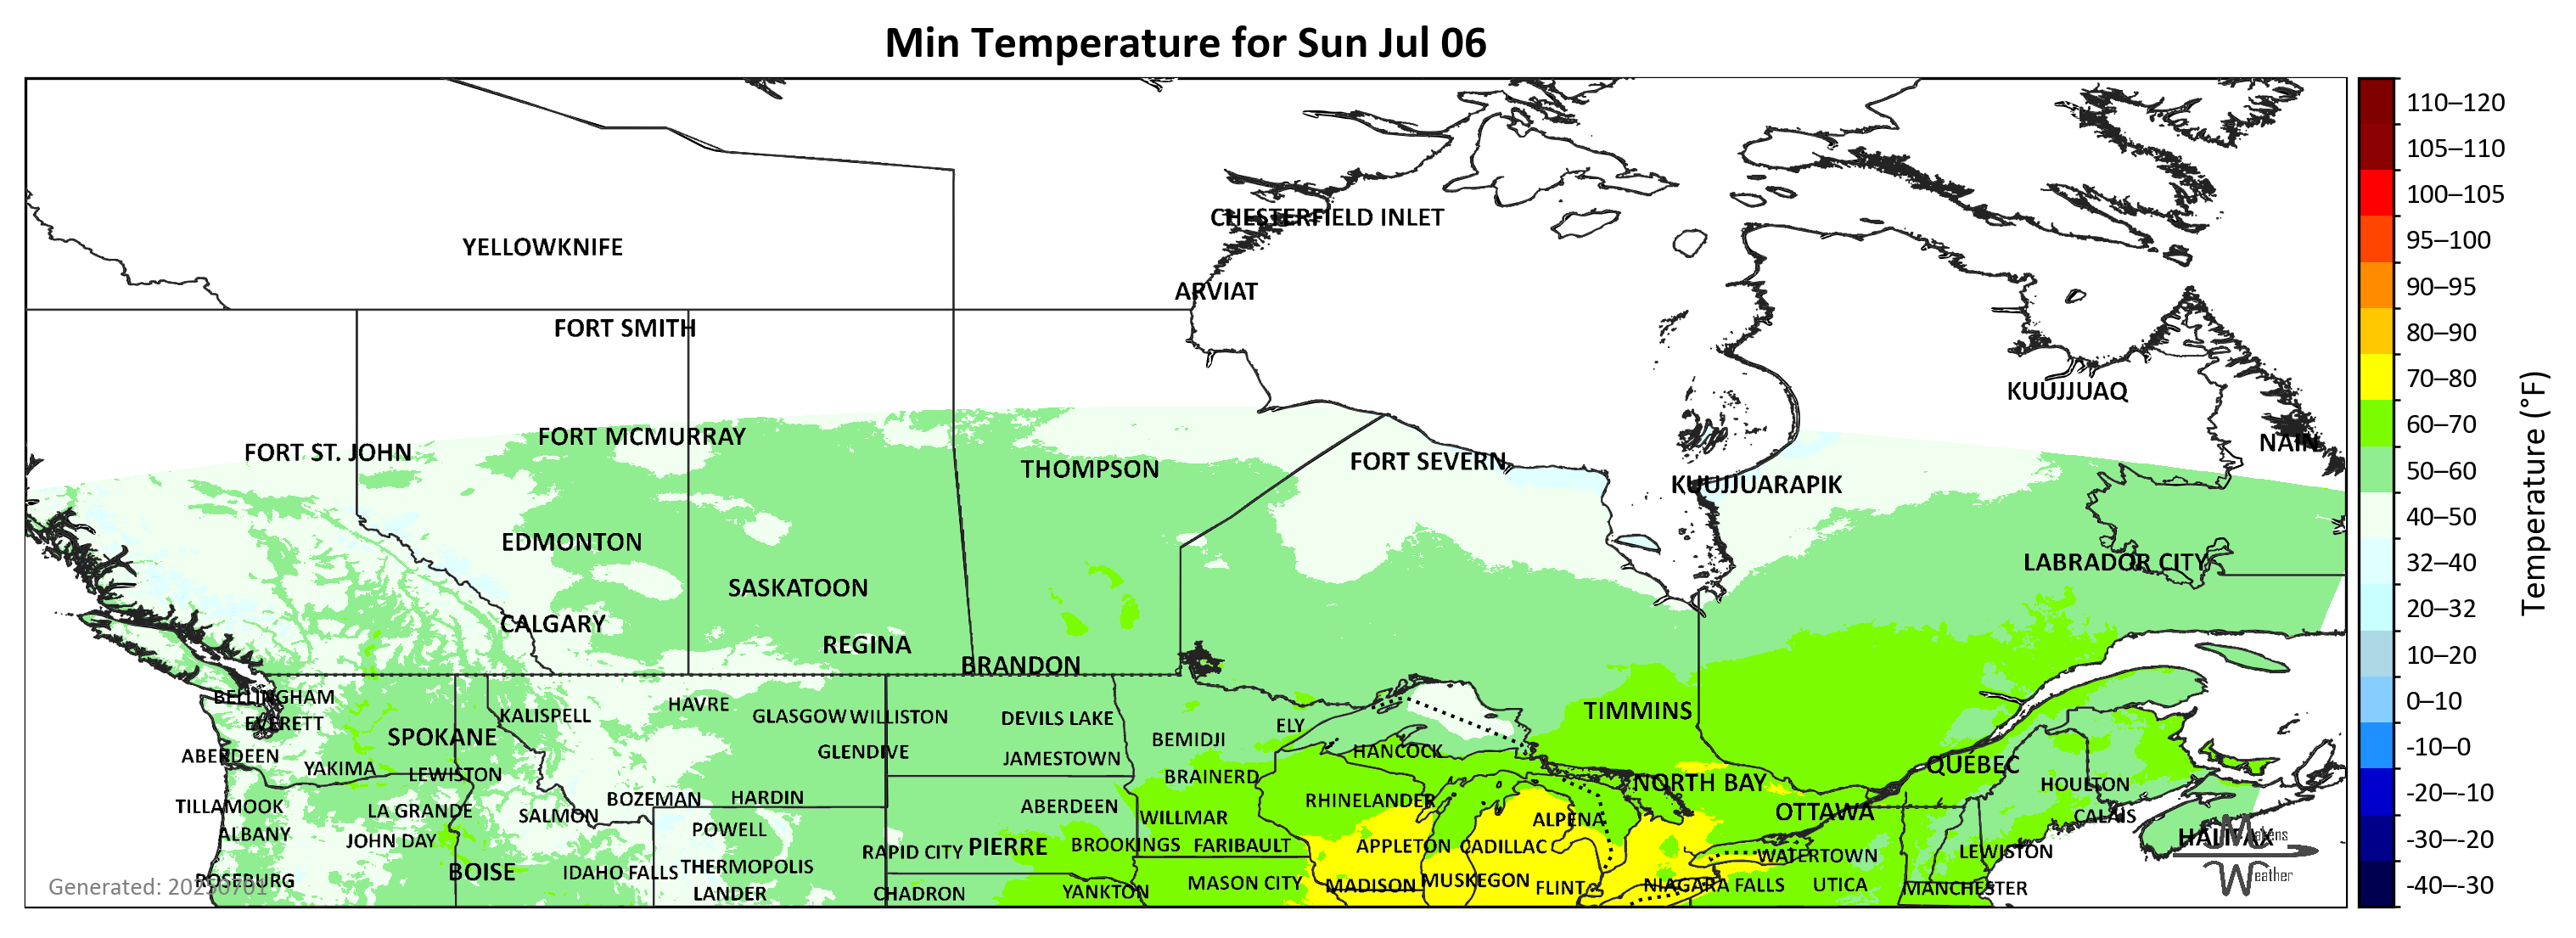 Min Temperature for Sun Jul 06
110–120
105–110
CHESTERFIELD INLET
100–105
YELLOWKNIFE
95–100
ARVIAT
90–95
FORT SMITH
80–90
70–80
KUUJJUAQ
60–70
FORT MCMURRAY
NAIN
FORT ST. JOHN
FORT SEVERN
THOMPSON
50–60
KUUJJUARAPIK
40–50
EDMONTON
LABRADOR CITY
32–40
Temperature (°F)
SASKATOON
20–32
CALGARY
REGINA
10–20
BRANDON
BELLINGHAM
0–10
HAVRE
TIMMINS
KALISPELL
GLASGOW
WILLISTON
DEVILS LAKE
EVERETT
ELY
SPOKANE
BEMIDJI
-10–0
HANCOCK
GLENDIVE
ABERDEEN
JAMESTOWN
QUÉBEC
YAKIMA
LEWISTON
BRAINERD
NORTH BAY
HOULTON
-20–-10
BOZEMAN
HARDIN
RHINELANDER
TILLAMOOK
LA GRANDE
ABERDEEN
OTTAWA
SALMON
WILLMAR
CALAIS
ALPENA
POWELL
ALBANY
Makens
HALIFAX
-30–-20
JOHN DAY
PIERRE
BROOKINGS
FARIBAULT
APPLETON
CADILLAC
RAPID CITY
LEWISTON
WATERTOWN
THERMOPOLIS
BOISE
IDAHO FALLS
Weather
ROSEBURG
MUSKEGON
MASON CITY
MADISON
NIAGARA FALLS
UTICA
-40–-30
FLINT
MANCHESTER
YANKTON
LANDER
CHADRON